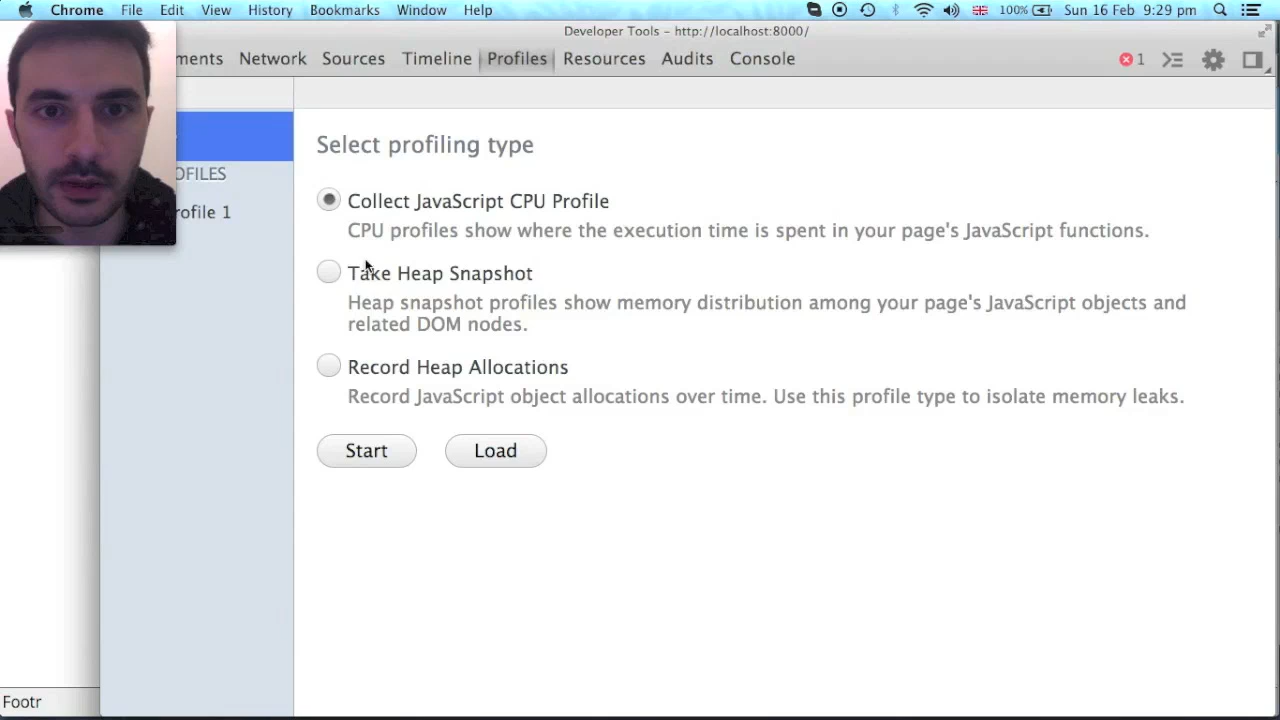 Chrome File Edit View History Bookmarks Window Help 100% Sun 16 Feb 9:29 pm
Developer Tools - http://localhost:8000/
ments Network Sources Timeline Profiles Resources Audits Console 1
Select profiling type
OFILES
rofile 1
Collect JavaScript CPU Profile
CPU profiles show where the execution time is spent in your page's JavaScript functions.
Take Heap Snapshot
Heap snapshot profiles show memory distribution among your page's JavaScript objects and
related DOM nodes.
Record Heap Allocations
Record JavaScript object allocations over time. Use this profile type to isolate memory leaks.
Start Load
Footr